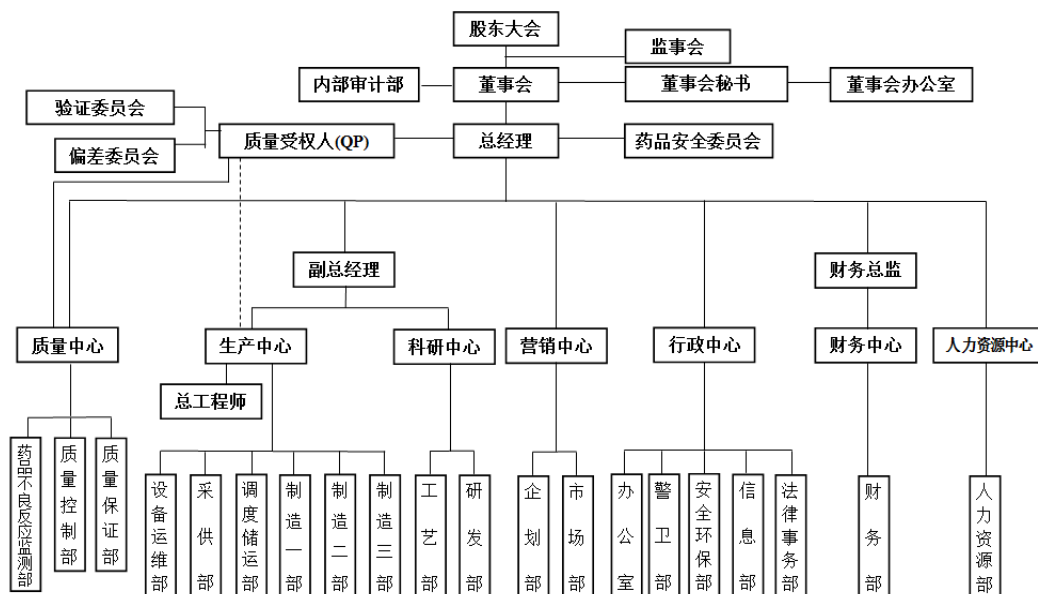 股东大会
监事会
内部审计部
董事会
董事会秘书
董事会办公室
验证委员会
质量受权人(QP)
总经理
药品安全委员会
偏差委员会
副总经理
财务总监
质量中心
生产中心
科研中心
营销中心
行政中心
财务中心
人力资源中心
总工程师
药品不良反应监测部
质量控制部
质量保证部
设备运维部
采供部
调度储运部
制造一部
制造二部
制造三部
工艺部
研发部
企划部
市场部
办公室
警卫部
安全环保部
信息部
法律事务部
财务部
人力资源部